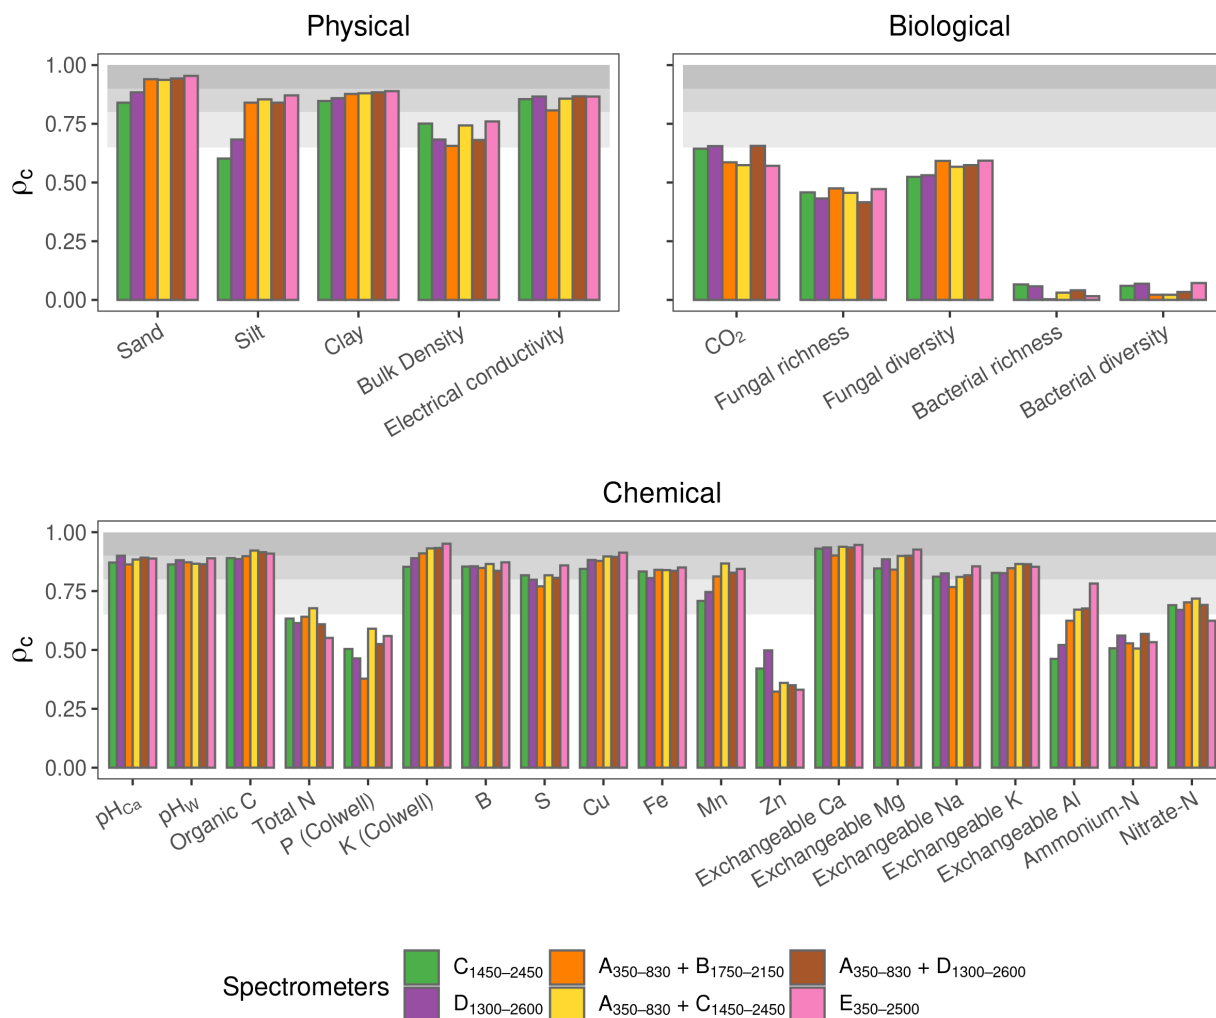 Physical
Biological
1.00
0.75
0.50
0.25
0.00
ρc
Sand
Silt
Clay
Bulk Density
Electrical conductivity
CO2
Fungal richness
Fungal diversity
Bacterial richness
Bacterial diversity
Chemical
1.00
0.75
0.50
0.25
0.00
ρc
pHCa
pHW
Organic C
Total N
P (Colwell)
K (Colwell)
B
S
Cu
Fe
Mn
Zn
Exchangeable Ca
Exchangeable Mg
Exchangeable Na
Exchangeable K
Exchangeable Al
Ammonium-N
Nitrate-N
Spectrometers
C1450–2450
A350–830 + B1750–2150
A350–830 + D1300–2600
D1300–2600
A350–830 + C1450–2450
E350–2500